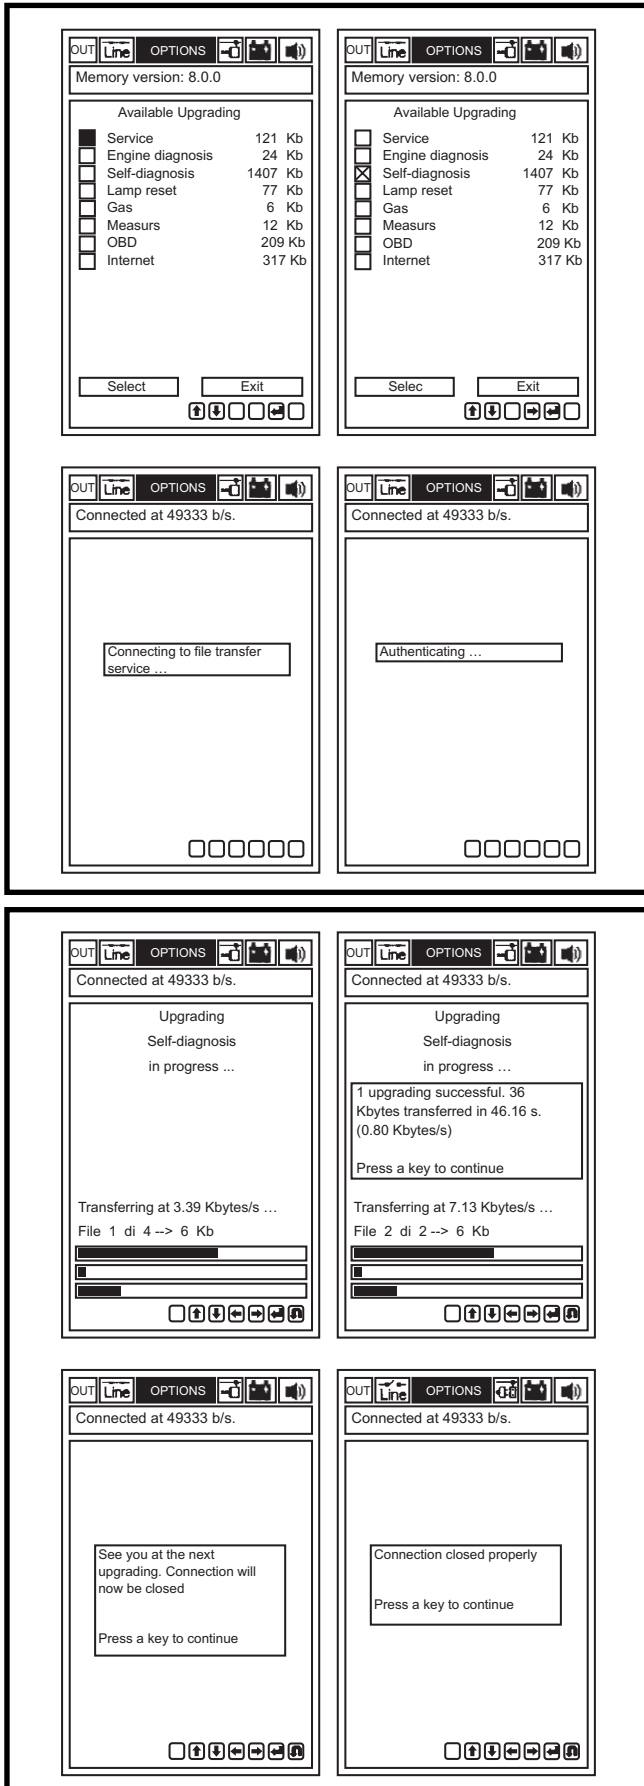 OUT Line OPTIONS
Memory version: 8.0.0
Available Upgrading
Service 121 Kb
Engine diagnosis 24 Kb
Self-diagnosis 1407 Kb
Lamp reset 77 Kb
Gas 6 Kb
Measurs 12 Kb
OBD 209 Kb
Internet 317 Kb
Select Exit
OUT Line OPTIONS
Memory version: 8.0.0
Available Upgrading
Service 121 Kb
Engine diagnosis 24 Kb
Self-diagnosis 1407 Kb
Lamp reset 77 Kb
Gas 6 Kb
Measurs 12 Kb
OBD 209 Kb
Internet 317 Kb
Selec Exit
OUT Line OPTIONS
Connected at 49333 b/s.
Connecting to file transfer
service …
OUT Line OPTIONS
Connected at 49333 b/s.
Authenticating …
OUT Line OPTIONS
Connected at 49333 b/s.
Upgrading
Self-diagnosis
in progress ...
Transferring at 3.39 Kbytes/s …
File 1 di 4 --> 6 Kb
OUT Line OPTIONS
Connected at 49333 b/s.
Upgrading
Self-diagnosis
in progress …
1 upgrading successful. 36
Kbytes transferred in 46.16 s.
(0.80 Kbytes/s)
Press a key to continue
Transferring at 7.13 Kbytes/s …
File 2 di 2 --> 6 Kb
OUT Line OPTIONS
Connected at 49333 b/s.
See you at the next
upgrading. Connection will
now be closed
Press a key to continue
OUT Line OPTIONS
Connected at 49333 b/s.
Connection closed properly
Press a key to continue